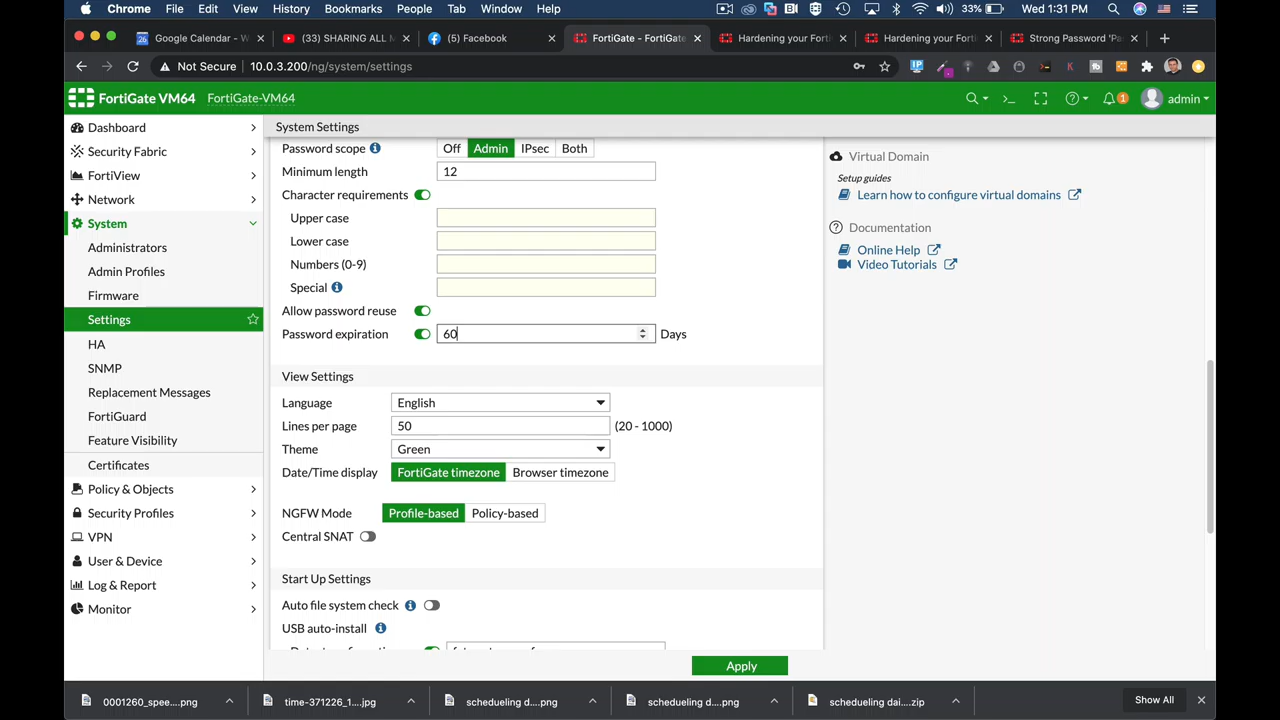 Chrome File Edit View History Bookmarks People Tab Window Help 33% Wed 1:31 PM
Google Calendar - W (33) SHARING ALL M (5) Facebook FortiGate - FortiGate Hardening your Forti Hardening your Forti Strong Password 'Pa
Not Secure 10.0.3.200/ng/system/settings
FortiGate VM64 FortiGate-VM64 1 admin
Dashboard
Security Fabric
FortiView
Network
System
Administrators
Admin Profiles
Firmware
Settings
HA
SNMP
Replacement Messages
FortiGuard
Feature Visibility
Certificates
Policy & Objects
Security Profiles
VPN
User & Device
Log & Report
Monitor
System Settings
Password scope Off Admin IPsec Both
Minimum length 12
Character requirements
Upper case
Lower case
Numbers (0-9)
Special
Allow password reuse
Password expiration 60 Days
View Settings
Language English
Lines per page 50 (20 - 1000)
Theme Green
Date/Time display FortiGate timezone Browser timezone
NGFW Mode Profile-based Policy-based
Central SNAT
Start Up Settings
Auto file system check
USB auto-install
Apply
Virtual Domain
Setup guides
Learn how to configure virtual domains
Documentation
Online Help
Video Tutorials
0001260_spee....png time-371226_1....jpg schedueling d....png schedueling d....png schedueling dai....zip Show All